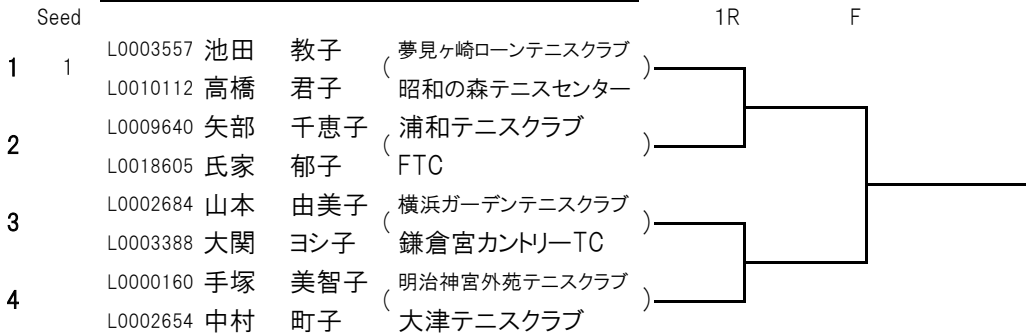 Seed 1R F
L0003557 池田 教子 夢見ヶ崎ローンテニスクラブ
1 1 ( )
L0010112 高橋 君子 昭和の森テニスセンター
L0009640 矢部 千恵子 浦和テニスクラブ
2 ( )
L0018605 氏家 郁子 FTC
L0002684 山本 由美子 横浜ガーデンテニスクラブ
3 ( )
L0003388 大関 ヨシ子 鎌倉宮カントリーTC
L0000160 手塚 美智子 明治神宮外苑テニスクラブ
4 ( )
L0002654 中村 町子 大津テニスクラブ